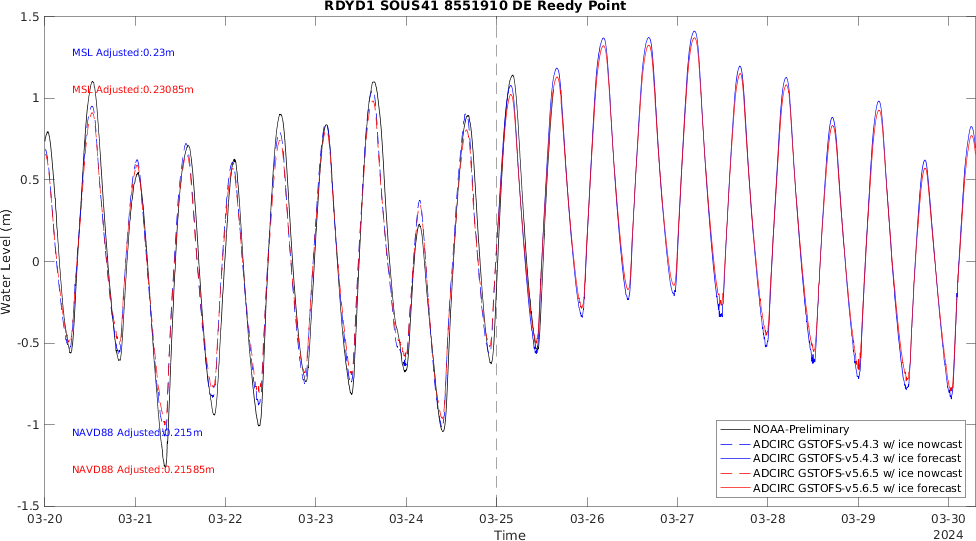 RDYD1 SOUS41 8551910 DE Reedy Point
1.5
1
0.5
0
-0.5
-1
-1.5
Water Level (m)
MSL Adjusted:0.23m
MSL Adjusted:0.23085m
NAVD88 Adjusted:0.215m
NAVD88 Adjusted:0.21585m
NOAA-Preliminary
ADCIRC GSTOFS-v5.4.3 w/ ice nowcast
ADCIRC GSTOFS-v5.4.3 w/ ice forecast
ADCIRC GSTOFS-v5.6.5 w/ ice nowcast
ADCIRC GSTOFS-v5.6.5 w/ ice forecast
03-20 03-21 03-22 03-23 03-24 03-25 03-26 03-27 03-28 03-29 03-30
Time
2024